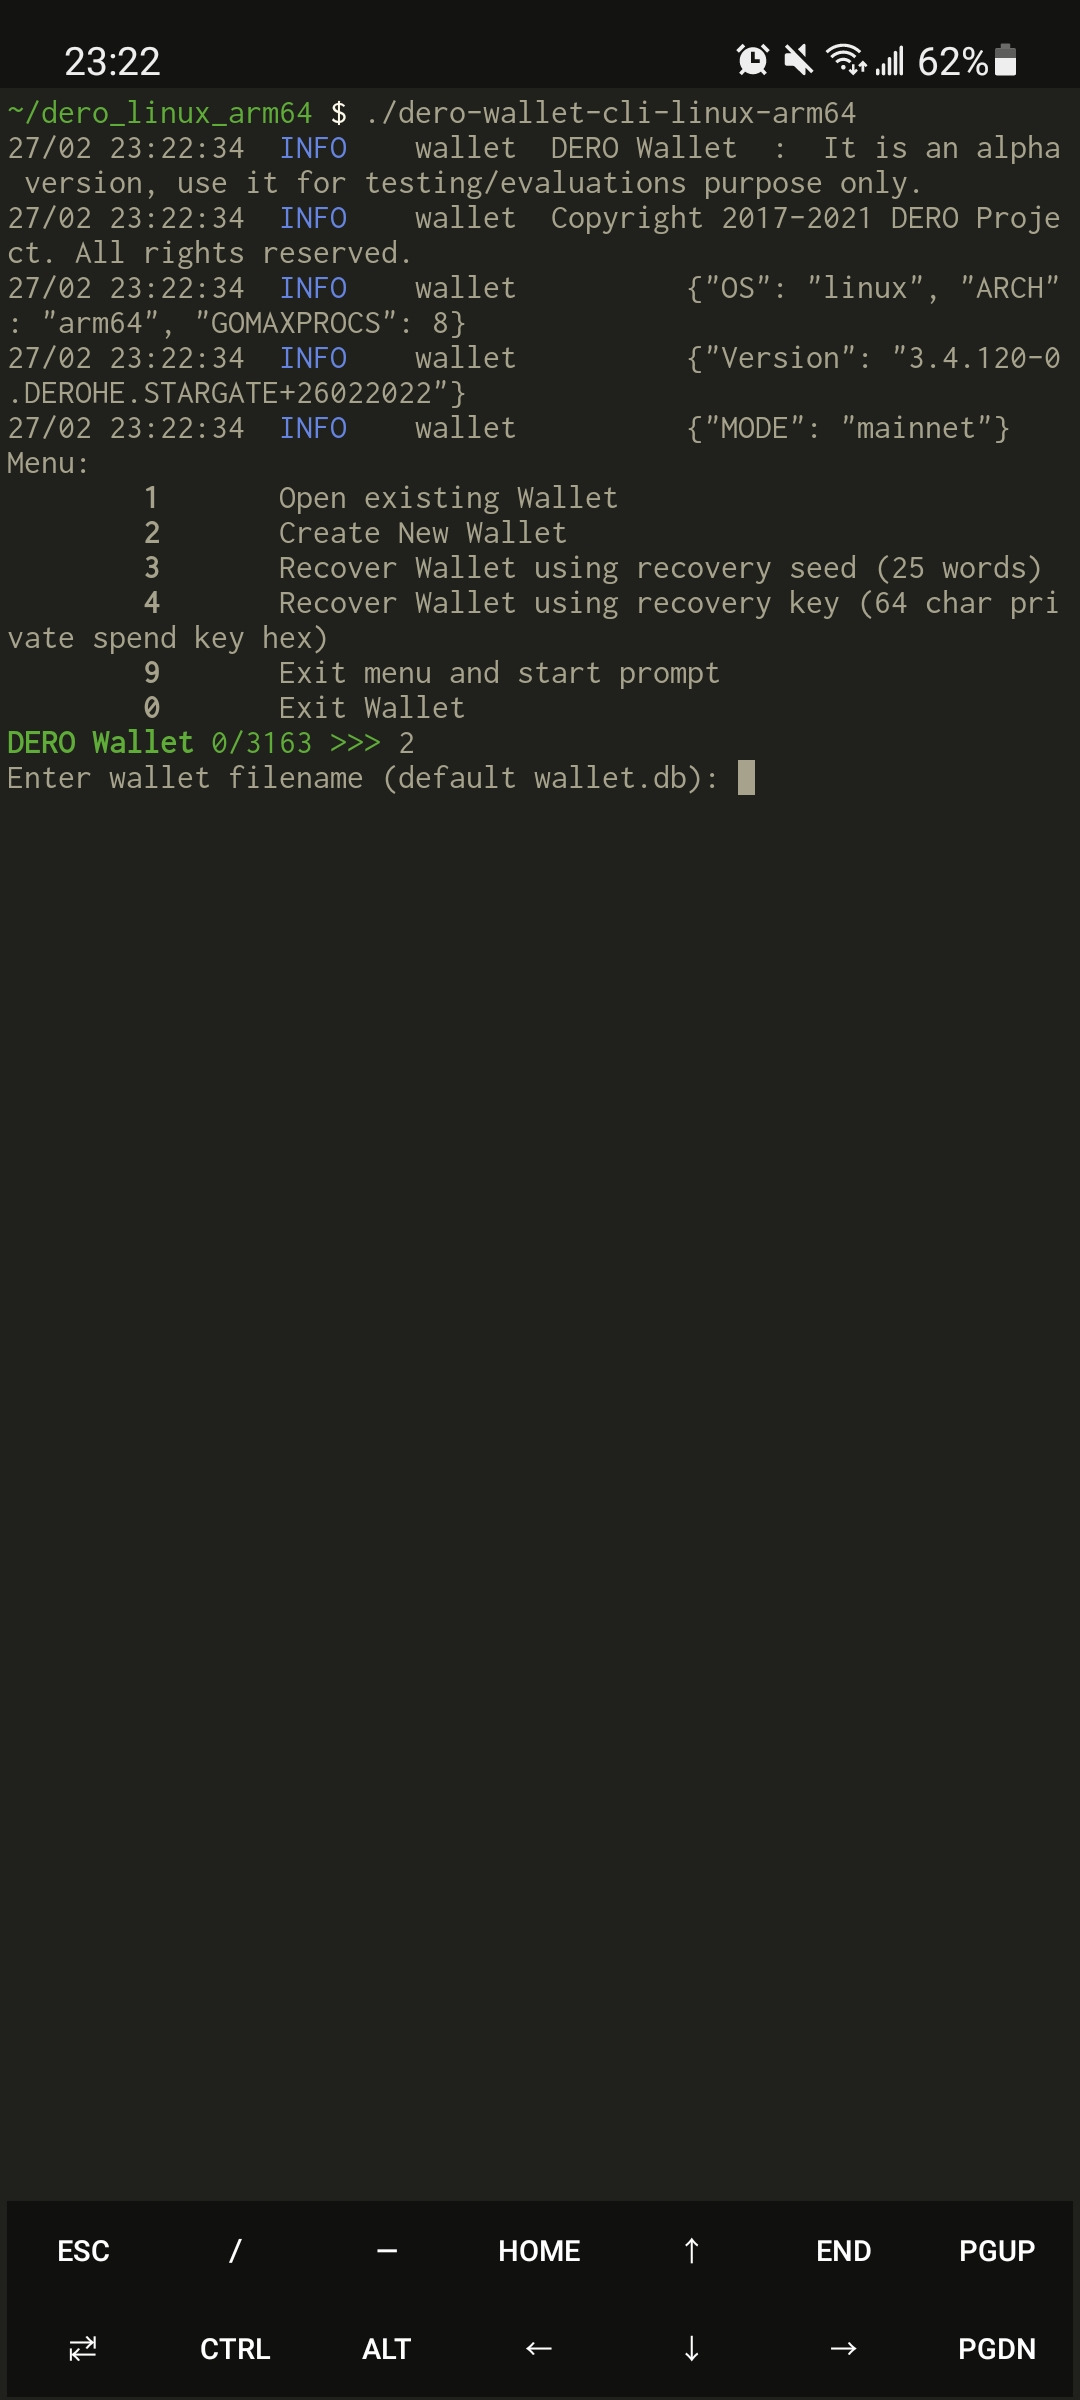 23:22 62%
~/dero_linux_arm64 $ ./dero-wallet-cli-linux-arm64
27/02 23:22:34  INFO    wallet  DERO Wallet  :  It is an alpha
 version, use it for testing/evaluations purpose only.
27/02 23:22:34  INFO    wallet  Copyright 2017-2021 DERO Proje
ct. All rights reserved.
27/02 23:22:34  INFO    wallet          {"OS": "linux", "ARCH"
: "arm64", "GOMAXPROCS": 8}
27/02 23:22:34  INFO    wallet          {"Version": "3.4.120-0
.DEROHE.STARGATE+26022022"}
27/02 23:22:34  INFO    wallet          {"MODE": "mainnet"}
Menu:
        1       Open existing Wallet
        2       Create New Wallet
        3       Recover Wallet using recovery seed (25 words)
        4       Recover Wallet using recovery key (64 char pri
vate spend key hex)
        9       Exit menu and start prompt
        0       Exit Wallet
DERO Wallet 0/3163 >>> 2
Enter wallet filename (default wallet.db):
ESC / — HOME ↑ END PGUP
⇄ CTRL ALT ← ↓ → PGDN